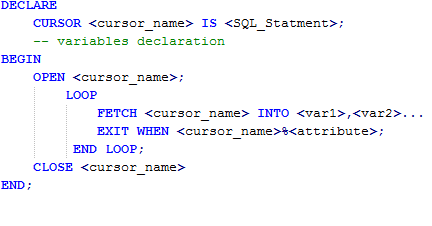 DECLARE
CURSOR <cursor_name> IS <SQL_Statment>;
-- variables declaration
BEGIN
OPEN <cursor_name>;
LOOP
FETCH <cursor_name> INTO <var1>,<var2>...
EXIT WHEN <cursor_name>%<attribute>;
END LOOP;
CLOSE <cursor_name>
END;